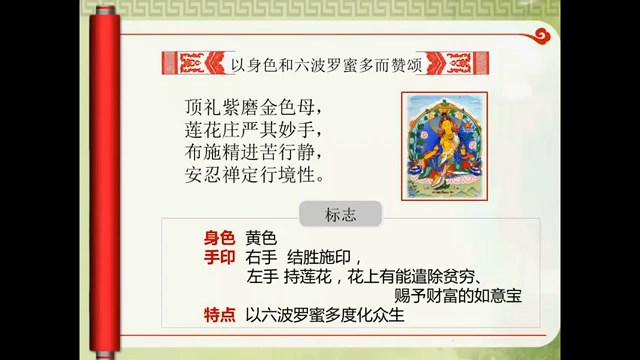 以身色和六波罗蜜多而赞颂
顶礼紫磨金色母，
莲花庄严其妙手，
布施精进苦行静，
安忍禅定行境性。
标志
身色 黄色
手印 右手 结胜施印，
左手 持莲花，花上有能遣除贫穷、
赐予财富的如意宝
特点 以六波罗蜜多度化众生